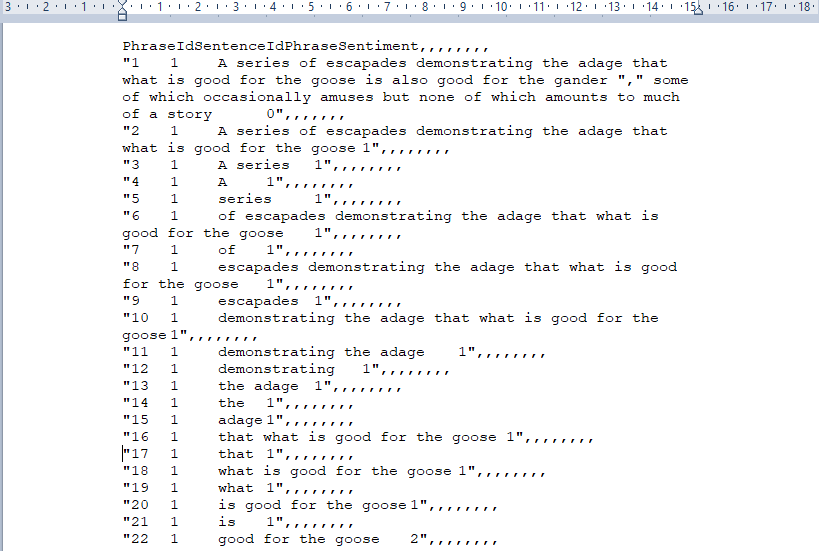 3 · 2 · 1 · 1 · 2 · 3 · 4 · 5 · 6 · 7 · 8 · 9 · 10 · 11 · 12 · 13 · 14 · 15 · 16 · 17 · 18
PhraseIdSentenceIdPhraseSentiment,,,,,,,,
"1 1 A series of escapades demonstrating the adage that
what is good for the goose is also good for the gander "," some
of which occasionally amuses but none of which amounts to much
of a story 0",,,,,,,
"2 1 A series of escapades demonstrating the adage that
what is good for the goose 1",,,,,,,,
"3 1 A series 1",,,,,,,,
"4 1 A 1",,,,,,,,
"5 1 series 1",,,,,,,,
"6 1 of escapades demonstrating the adage that what is
good for the goose 1",,,,,,,,
"7 1 of 1",,,,,,,,
"8 1 escapades demonstrating the adage that what is good
for the goose 1",,,,,,,,
"9 1 escapades 1",,,,,,,,
"10 1 demonstrating the adage that what is good for the
goose 1",,,,,,,,
"11 1 demonstrating the adage 1",,,,,,,,
"12 1 demonstrating 1",,,,,,,,
"13 1 the adage 1",,,,,,,,
"14 1 the 1",,,,,,,,
"15 1 adage 1",,,,,,,,
"16 1 that what is good for the goose 1",,,,,,,,
"17 1 that 1",,,,,,,,
"18 1 what is good for the goose 1",,,,,,,,
"19 1 what 1",,,,,,,,
"20 1 is good for the goose 1",,,,,,,,
"21 1 is 1",,,,,,,,
"22 1 good for the goose 2",,,,,,,,